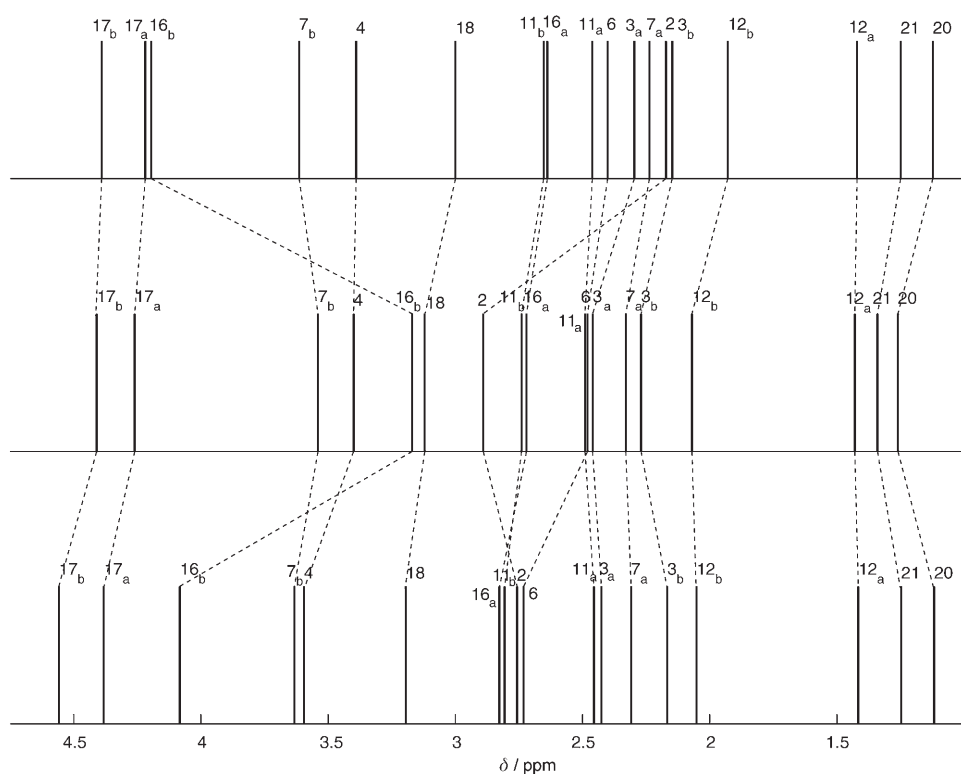 17b 17a 16b 7b 4 18 11b 16a 11a 6 3a 7a 2 3b 12b 12a 21 20
17b 17a 7b 4 16b 18 2 11b 16a 6 3a 7a 3b 12b 12a 21 20
11a
17b 17a 16b 7b 4 18 11b 2 11a 3a 7a 3b 12b 12a 21 20
16a 6
4.5 4 3.5 3 2.5 2 1.5
δ / ppm